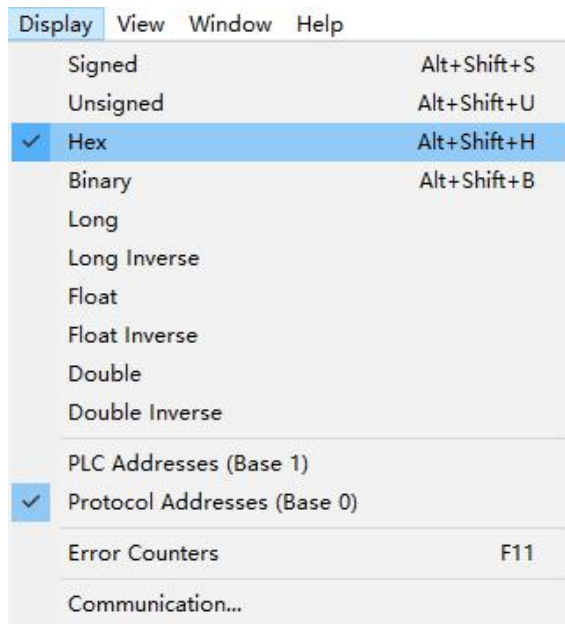 Display View Window Help
Signed Alt+Shift+S
Unsigned Alt+Shift+U
Hex Alt+Shift+H
Binary Alt+Shift+B
Long
Long Inverse
Float
Float Inverse
Double
Double Inverse
PLC Addresses (Base 1)
Protocol Addresses (Base 0)
Error Counters F11
Communication...